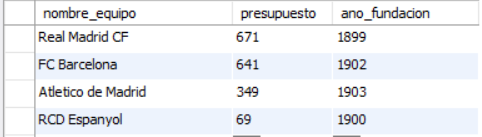 nombre_equipo presupuesto ano_fundacion
Real Madrid CF 671 1899
FC Barcelona 641 1902
Atletico de Madrid 349 1903
RCD Espanyol 69 1900